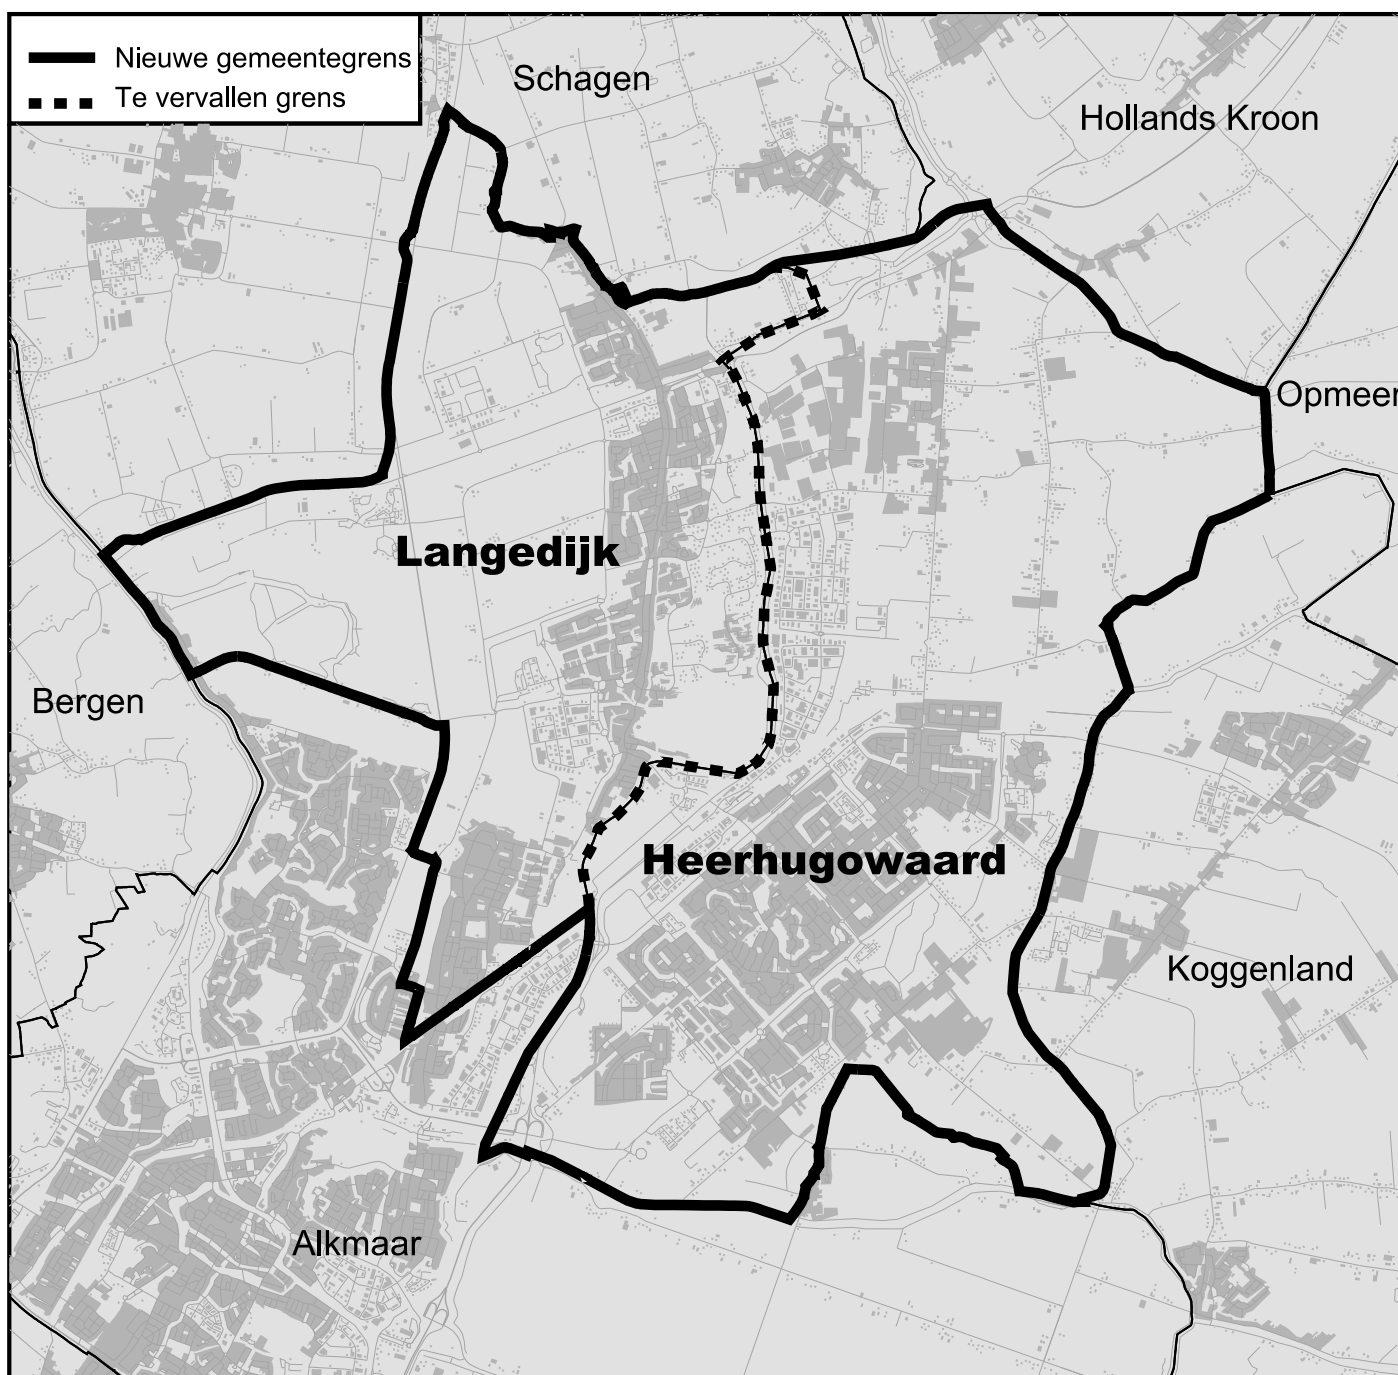 Nieuwe gemeentegrens
Te vervallen grens
Schagen
Hollands Kroon
Opmeer
Langedijk
Bergen
Heerhugowaard
Koggenland
Alkmaar